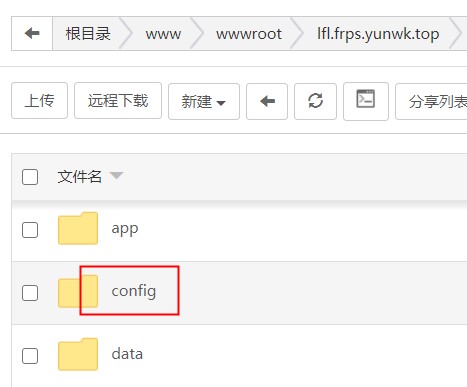 根目录 www wwwroot lfl.frps.yunwk.top
上传 远程下载 新建 分享列表
文件名
app
config
data